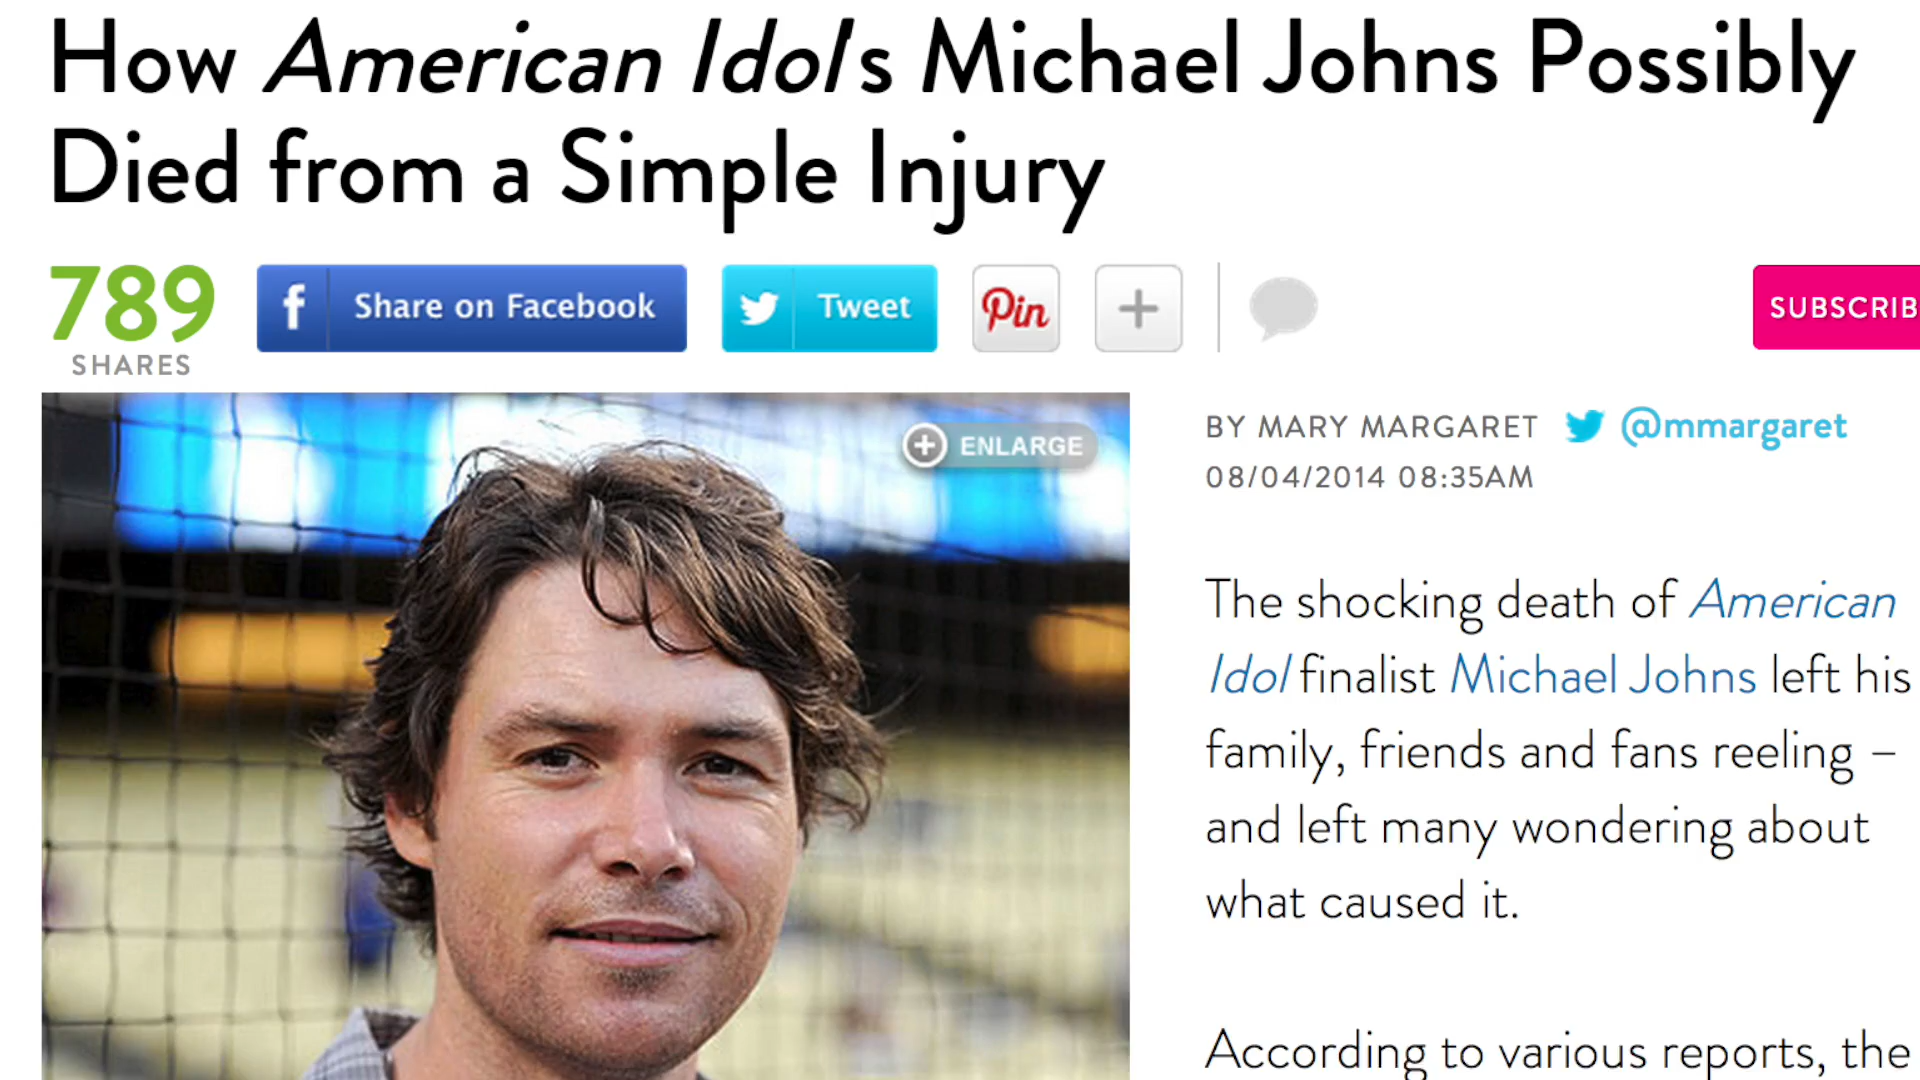 How American Idol's Michael Johns Possibly
Died from a Simple Injury
789
SHARES
f Share on Facebook
Tweet
Pin
+
SUBSCRIB
+ ENLARGE
BY MARY MARGARET @mmargaret
08/04/2014 08:35AM
The shocking death of American
Idol finalist Michael Johns left his
family, friends and fans reeling –
and left many wondering about
what caused it.
According to various reports, the